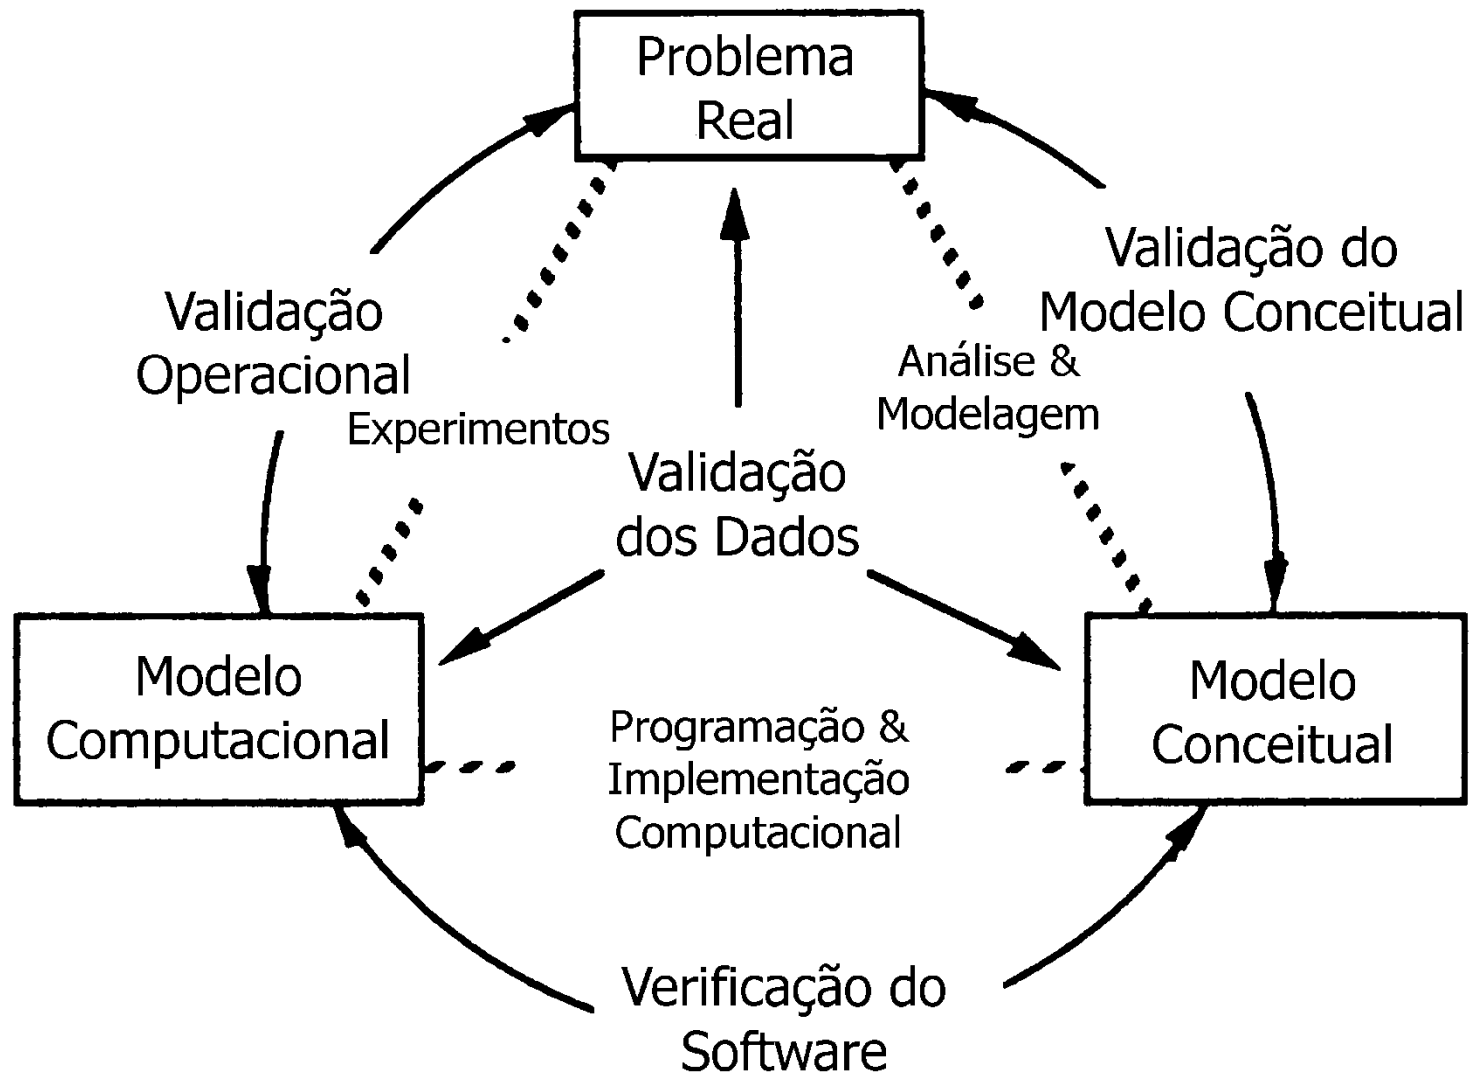 Problema
Real
Validação do
Modelo Conceitual
Validação
Operacional
Análise &
Modelagem
Experimentos
Validação
dos Dados
Modelo
Computacional
Modelo
Conceitual
Programação &
Implementação
Computacional
Verificação do
Software